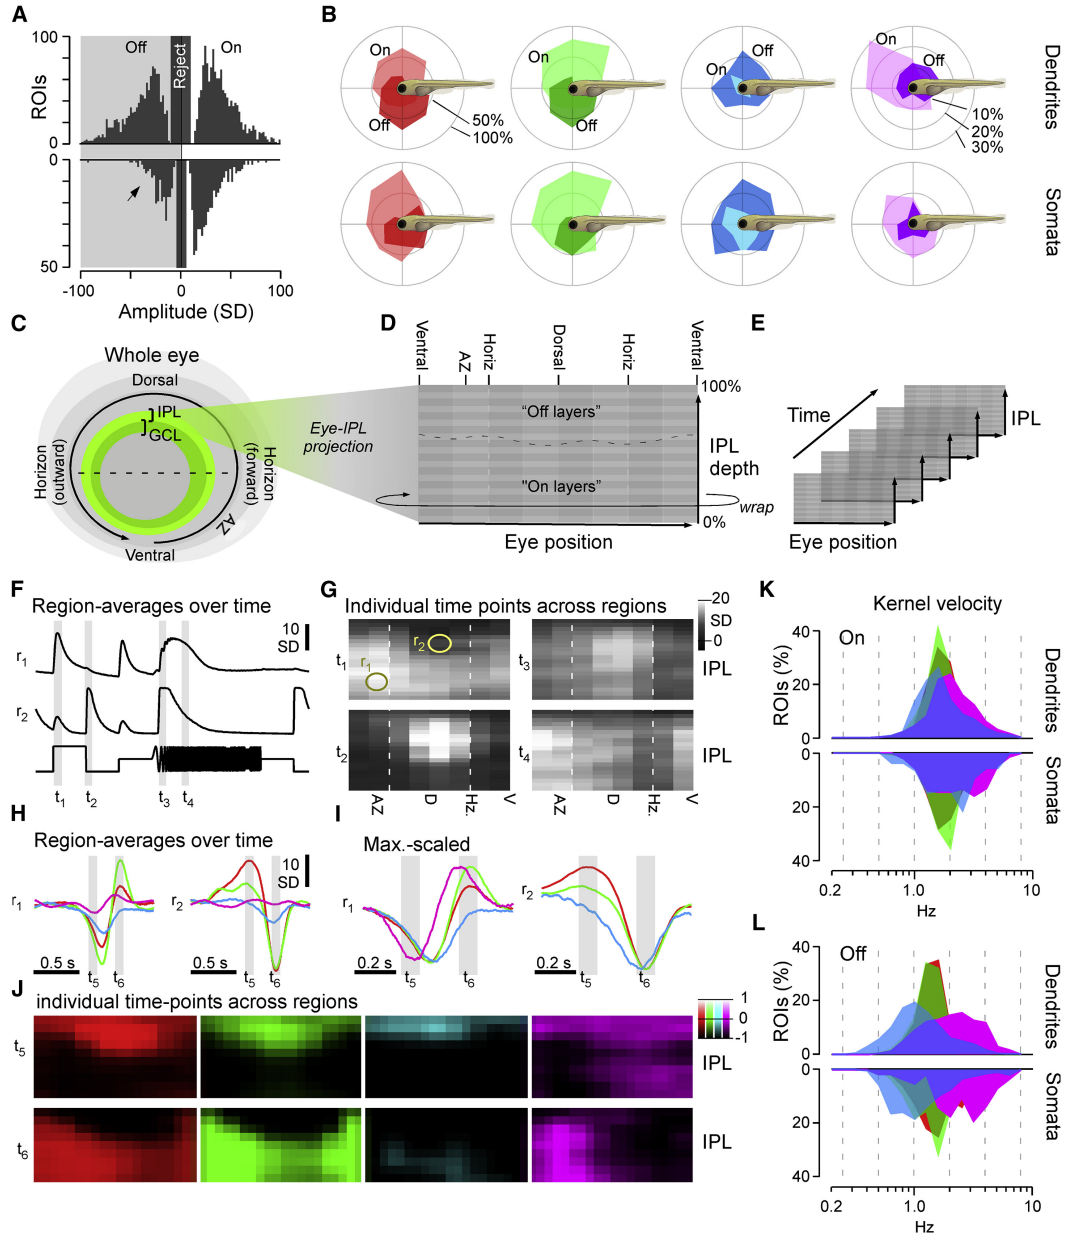 A
100
ROIs
0
0
50
Off
Reject
On
-100
0
100
Amplitude (SD)
B
On
Off
50%
100%
On
Off
Off
On
On
Off
10%
20%
30%
Dendrites
Somata
C
Whole eye
Dorsal
IPL
GCL
Horizon
(outward)
Horizon
(forward)
AZ
Ventral
Eye-IPL
projection
D
Ventral
AZ
Horiz
Dorsal
Horiz
Ventral
100%
"Off layers"
IPL
depth
"On layers"
wrap
0%
Eye position
E
Time
IPL
Eye position
F
Region-averages over time
10
SD
r1
r2
t1
t2
t3
t4
G
Individual time points across regions
20
SD
0
t1
r1
r2
t3
IPL
t2
t4
IPL
AZ
D
Hz.
V
AZ
D
Hz.
V
H
Region-averages over time
10
SD
r1
r2
0.5 s
t5
t6
0.5 s
t5
t6
I
Max.-scaled
r1
r2
0.2 s
t5
t6
0.2 s
t5
t6
J
individual time-points across regions
1
0
-1
t5
IPL
t6
IPL
K
Kernel velocity
On
40
20
0
0
20
40
ROIs (%)
Dendrites
Somata
0.2
1.0
10
Hz
L
Off
40
20
0
0
20
40
ROIs (%)
Dendrites
Somata
0.2
1.0
10
Hz